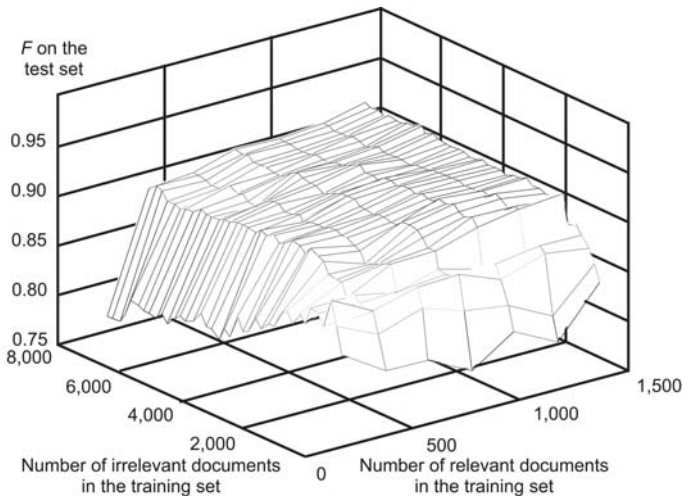 F on the
test set
0.95
0.90
0.85
0.80
0.75
8,000
6,000
4,000
2,000
0
500
1,000
1,500
Number of irrelevant documents
in the training set
Number of relevant documents
in the training set